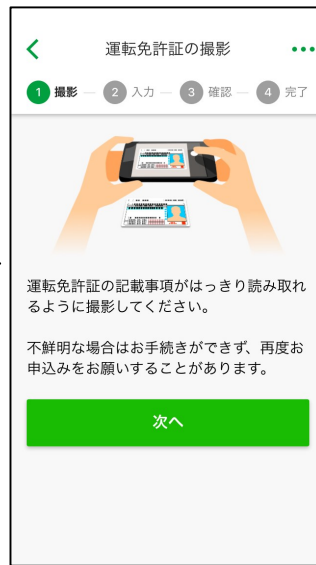 運転免許証の撮影
1 撮影 2 入力 3 確認 4 完了
運転免許証の記載事項がはっきり読み取れ
るように撮影してください。
不鮮明な場合はお手続きができず、再度お
申込みをお願いすることがあります。
次へ